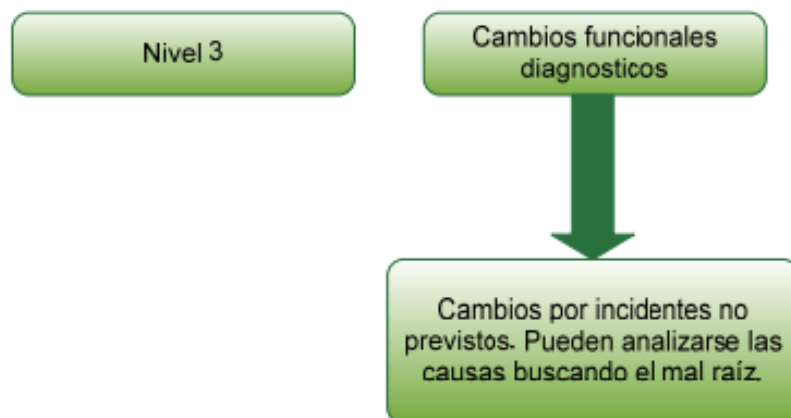 Nivel 3
Cambios funcionales
diagnosticos
Cambios por incidentes no
previstos. Pueden analizarse las
causas buscando el mal raíz.